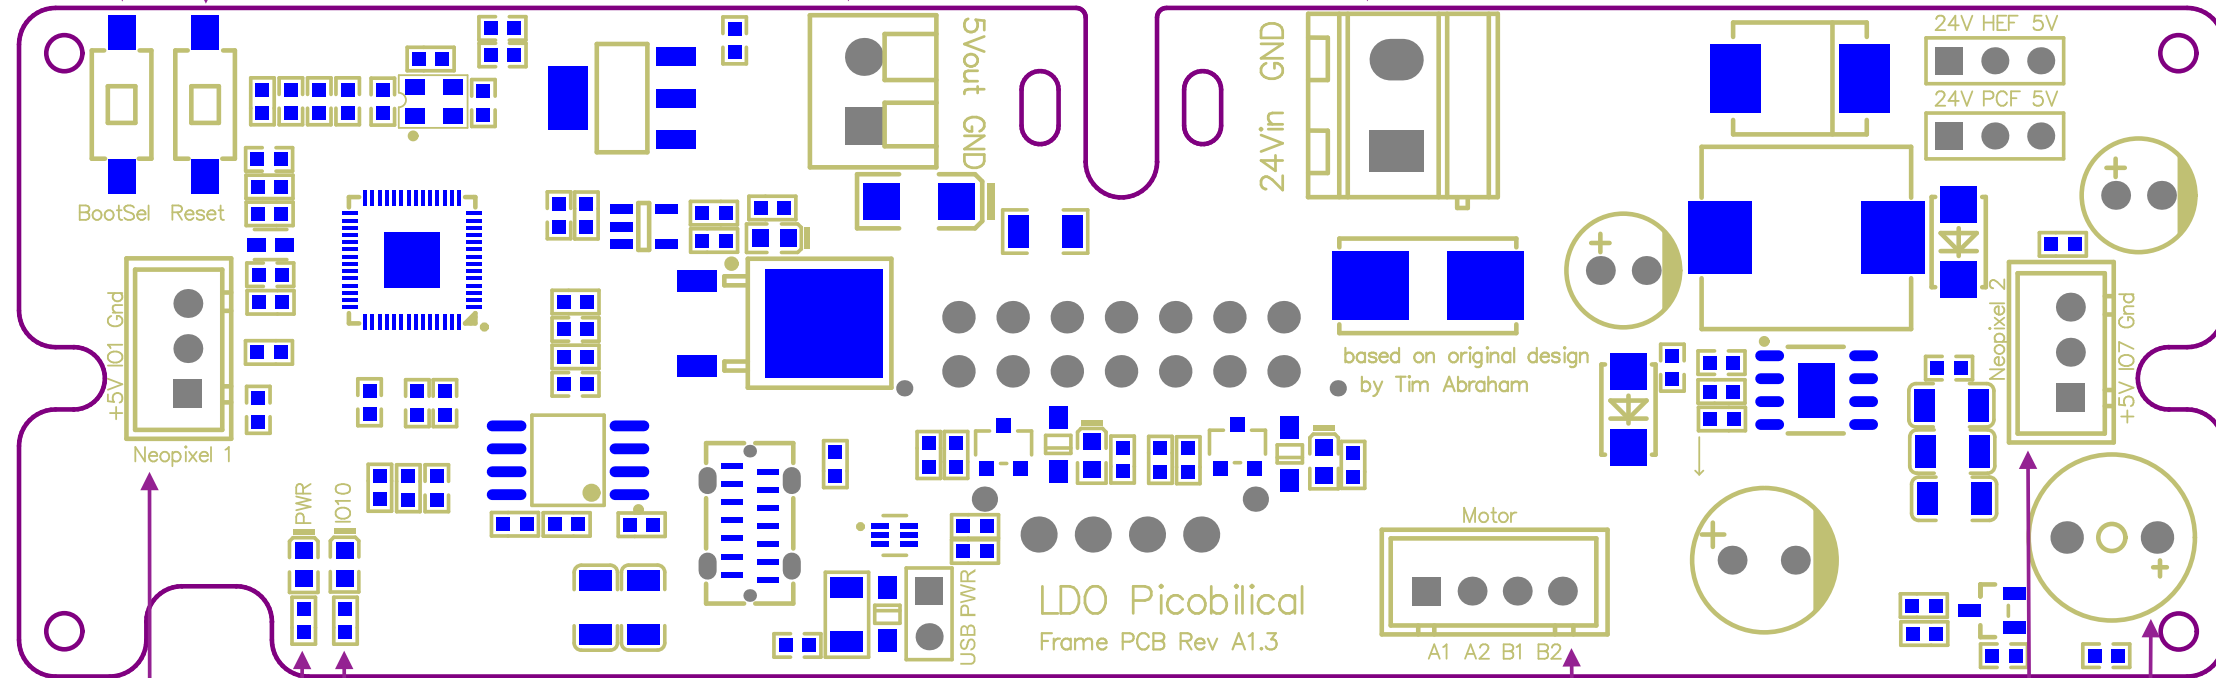 5Vout GND
24Vin GND
24V HEF 5V
24V PCF 5V
BootSel Reset
+5V IO1 Gnd
Neopixel 1
based on original design
by Tim Abraham
Neopixel 2
+5V IO7 Gnd
PWR
IO10
Motor
A1 A2 B1 B2
USB PWR
LDO Picobilical
Frame PCB Rev A1.3